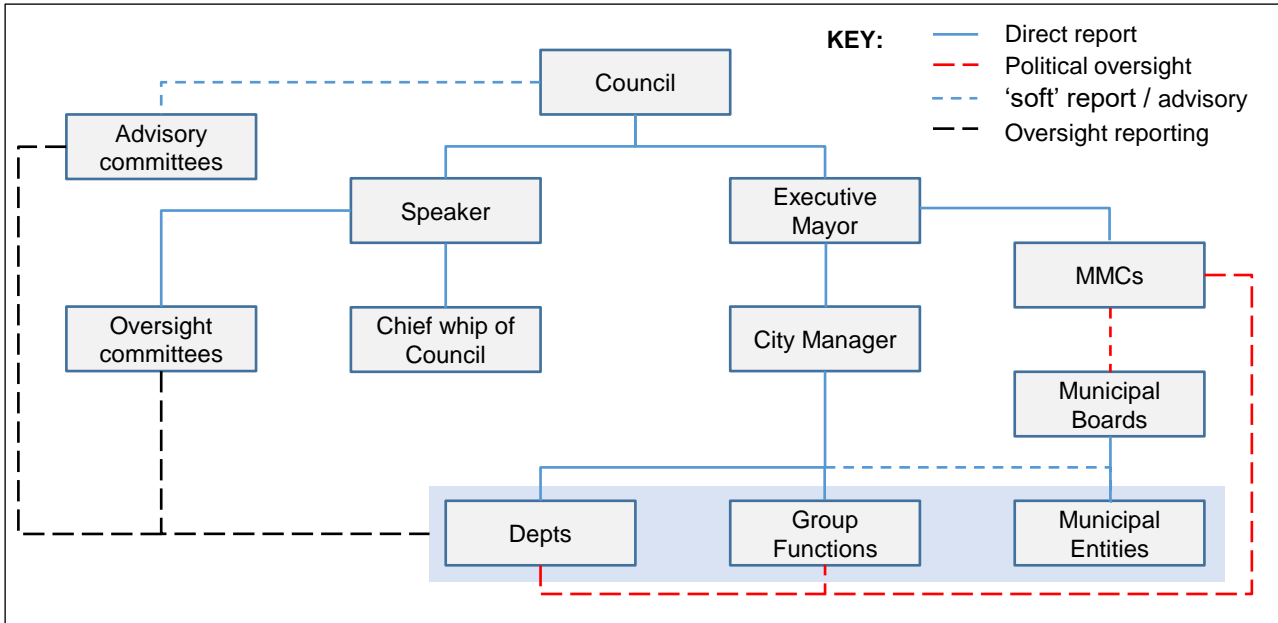 KEY:
Direct report
Political oversight
‘soft’ report / advisory
Oversight reporting
Council
Advisory
committees
Speaker
Executive
Mayor
MMCs
Oversight
committees
Chief whip of
Council
City Manager
Municipal
Boards
Depts
Group
Functions
Municipal
Entities